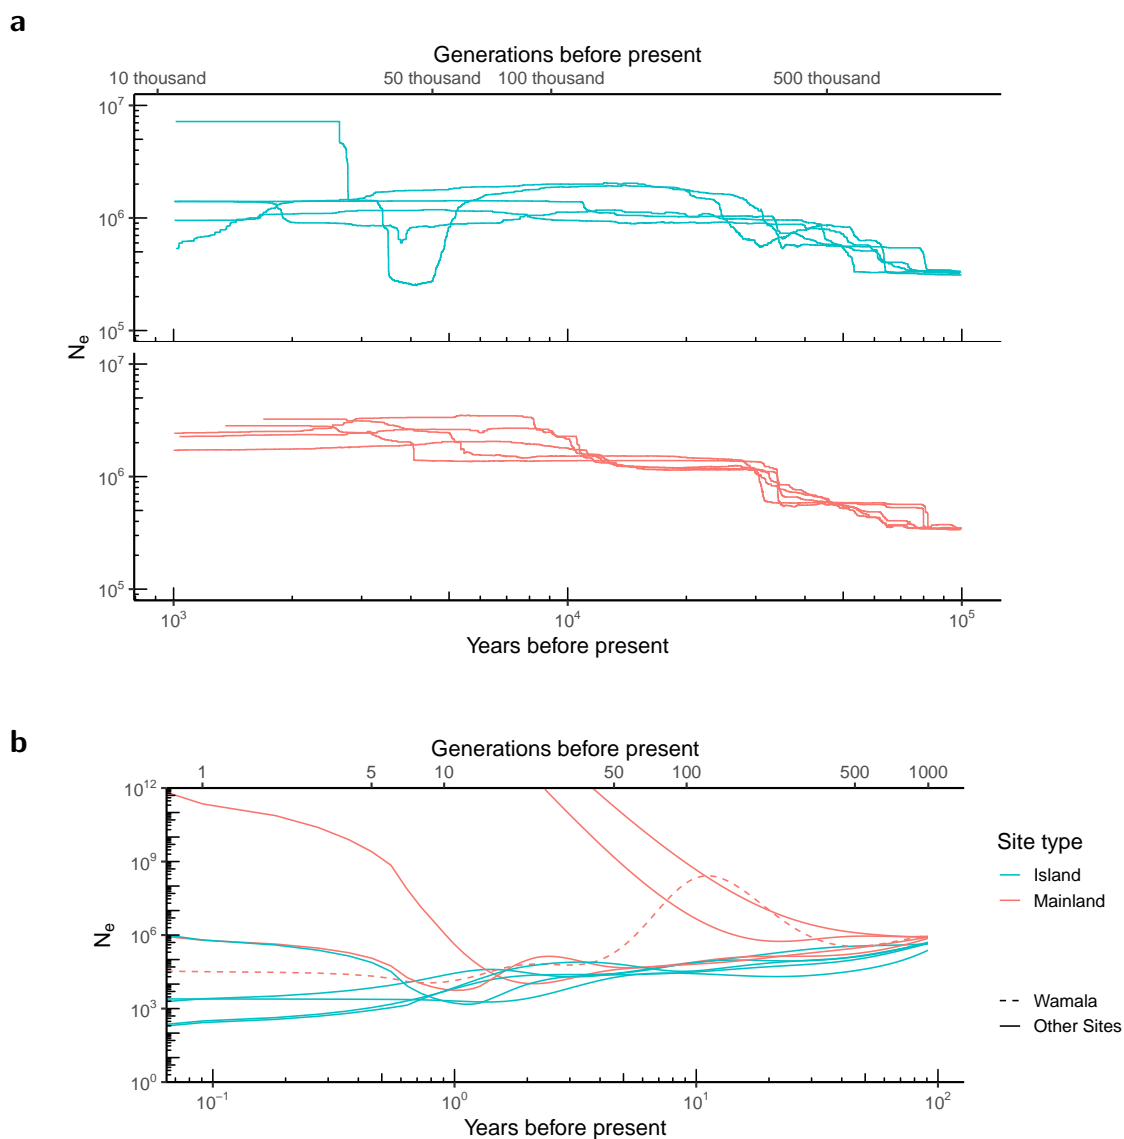 a
Generations before present
10 thousand 50 thousand 100 thousand 500 thousand
10^7
10^6
10^5
N_e
10^7
10^6
10^5
10^3 10^4 10^5
Years before present
b
Generations before present
1 5 10 50 100 500 1000
10^12
10^9
10^6
10^3
10^0
N_e
10^−1 10^0 10^1 10^2
Years before present
Site type
Island
Mainland
Wamala
Other Sites